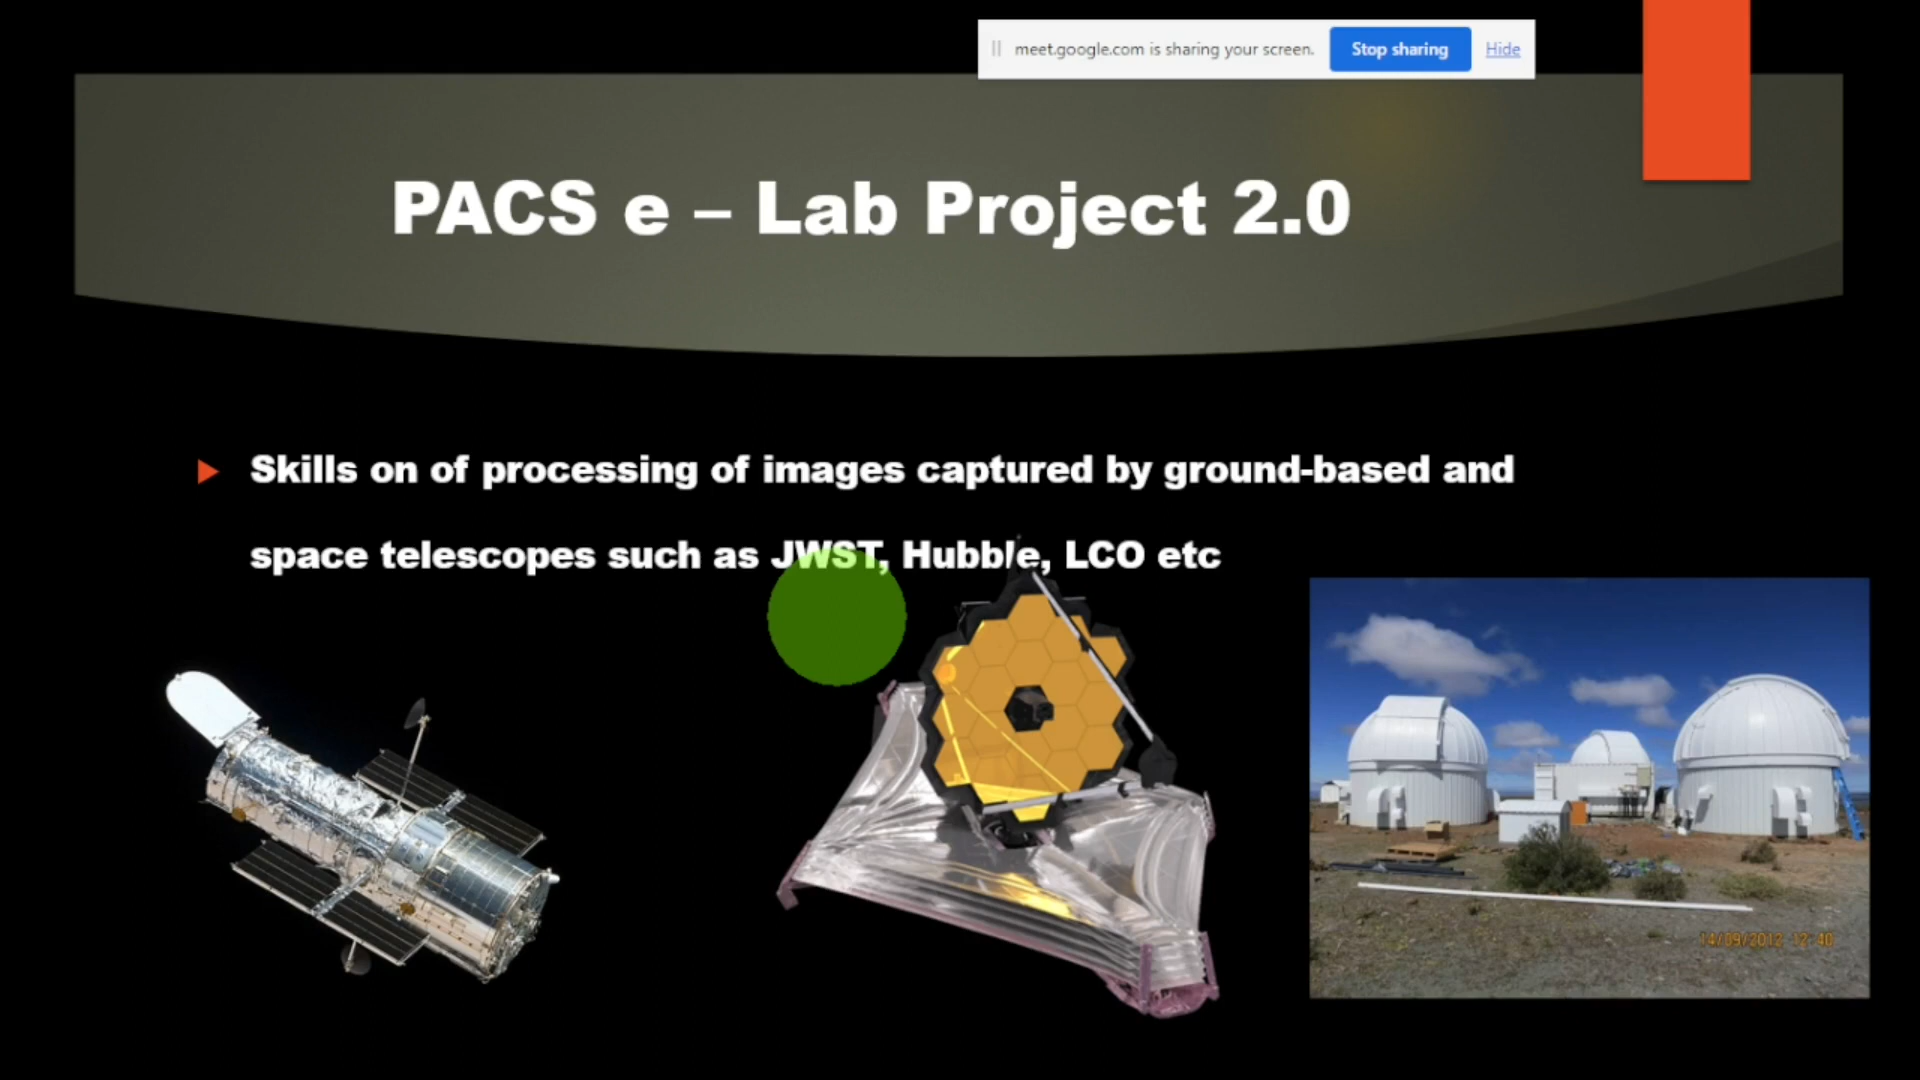 meet.google.com is sharing your screen. Stop sharing Hide
PACS e – Lab Project 2.0
Skills on of processing of images captured by ground-based and
space telescopes such as JWST, Hubble, LCO etc
14/09/2012 12:40